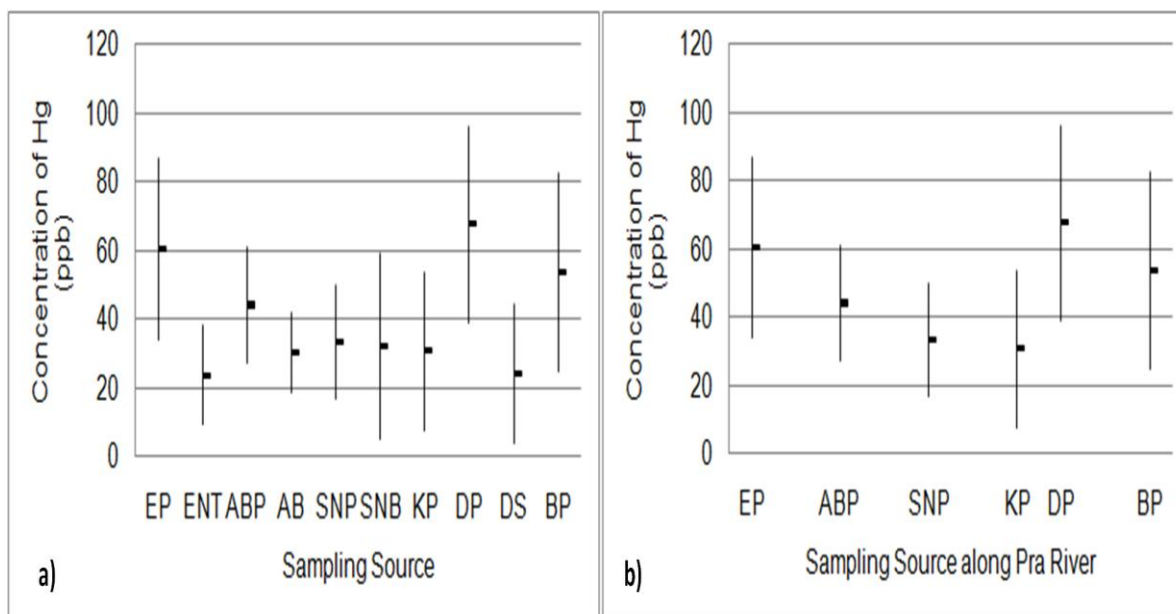 Concentration of Hg
(ppb)
120
100
80
60
40
20
0
EP ENT ABP AB SNP SNB KP DP DS BP
Sampling Source
a)
Concentration of Hg
(ppb)
120
100
80
60
40
20
0
EP ABP SNP KP DP BP
Sampling Source along Pra River
b)